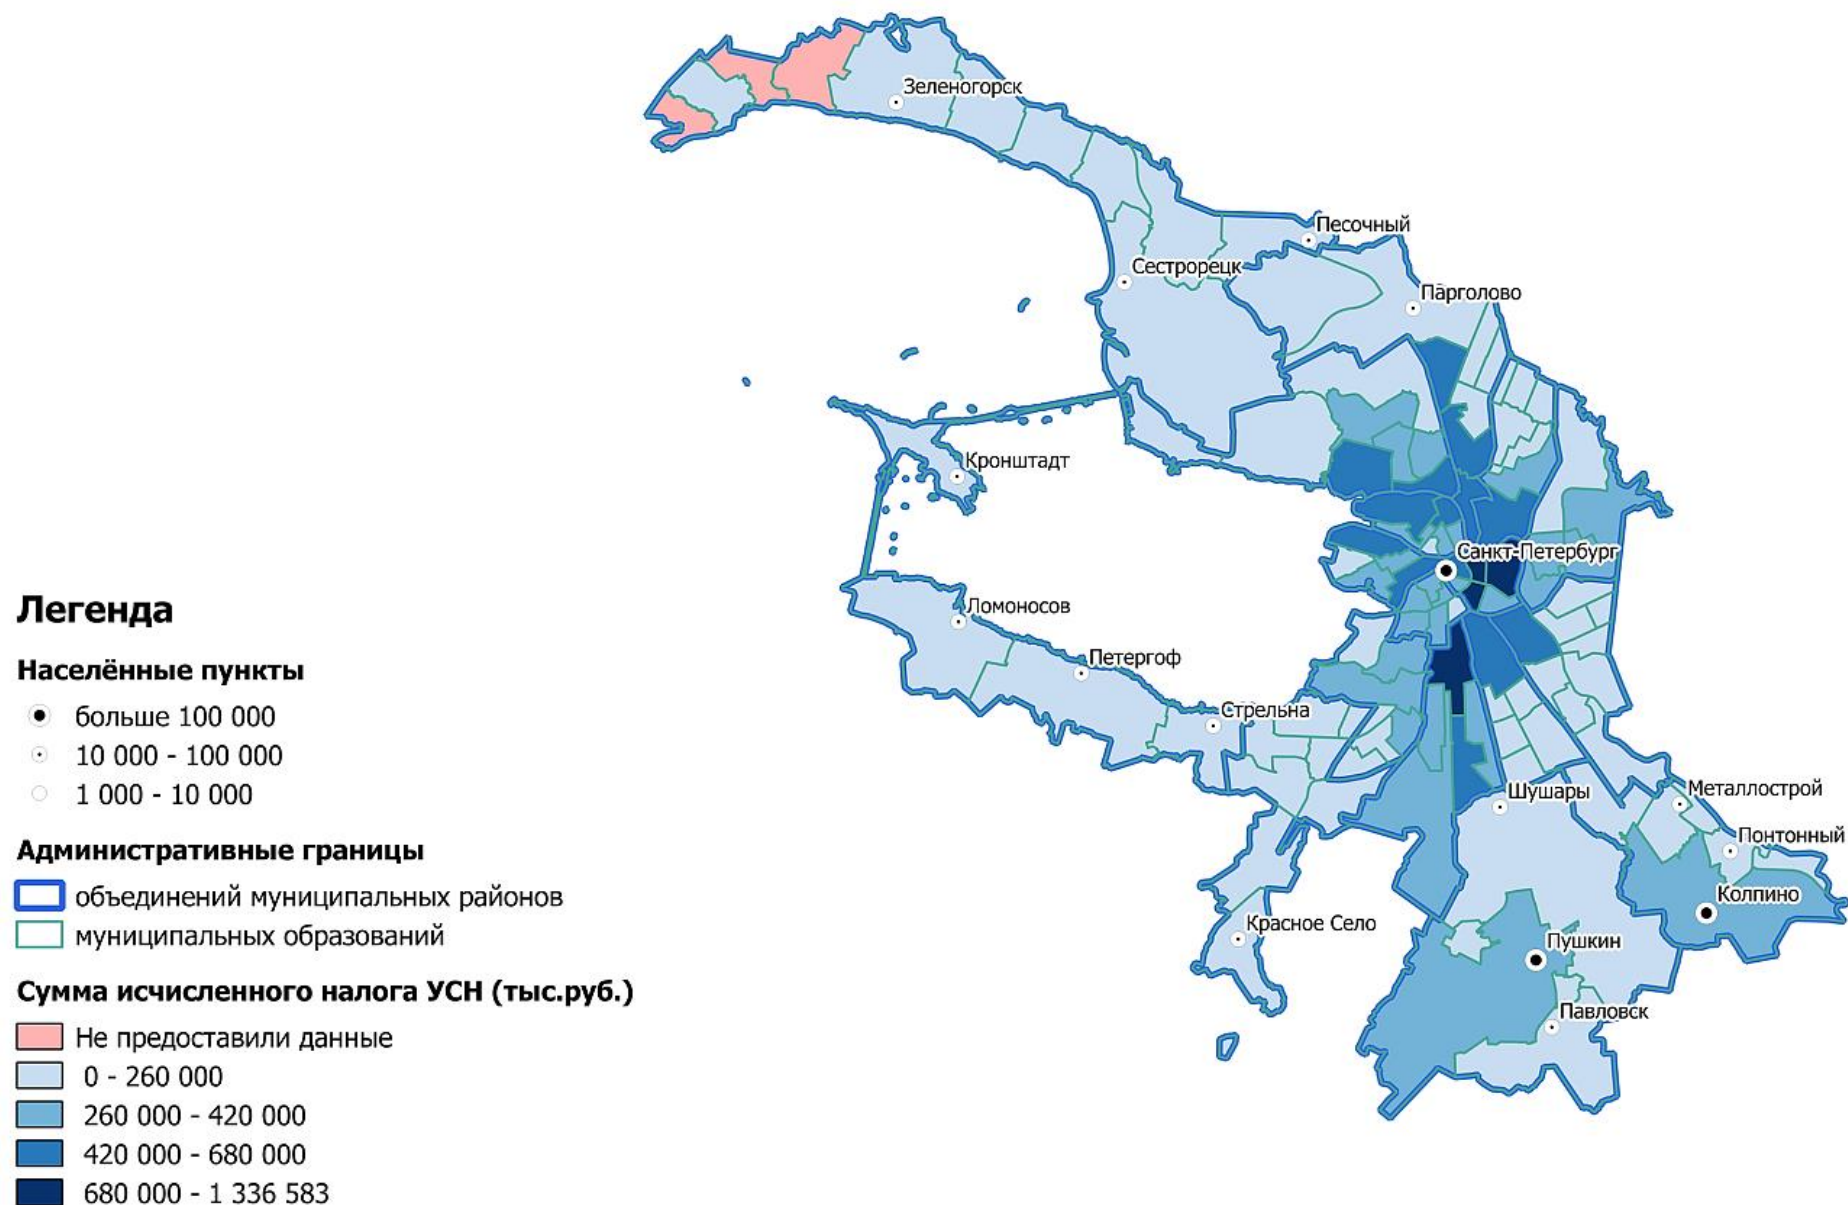 Зеленогорск
Песочный
Сестрорецк
Парголово
Кронштадт
Санкт-Петербург
Ломоносов
Петергоф
Стрельна
Шушары
Металлострой
Понтонный
Колпино
Красное Село
Пушкин
Павловск
Легенда
Населённые пункты
больше 100 000
10 000 - 100 000
1 000 - 10 000
Административные границы
объединений муниципальных районов
муниципальных образований
Сумма исчисленного налога УСН (тыс.руб.)
Не предоставили данные
0 - 260 000
260 000 - 420 000
420 000 - 680 000
680 000 - 1 336 583